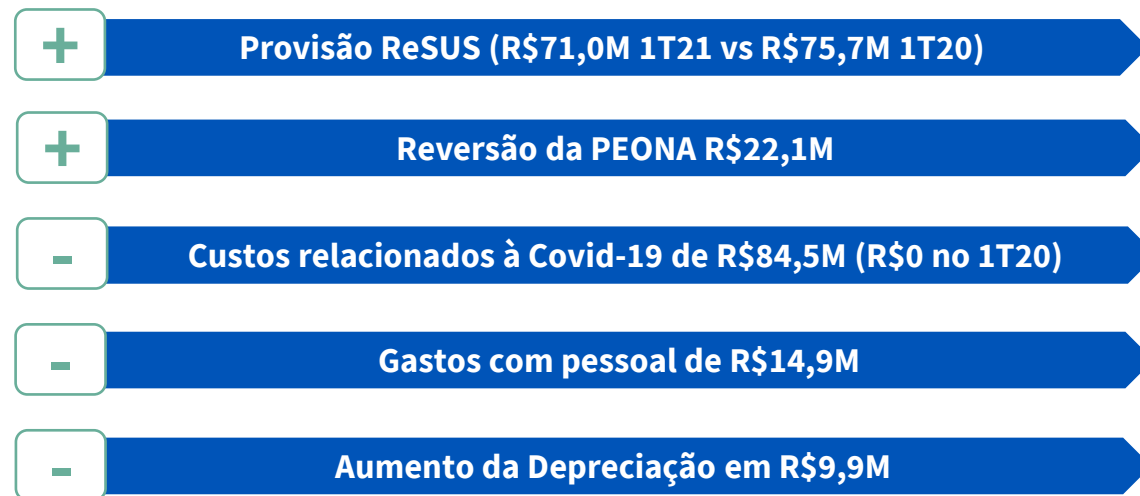 + Provisão ReSUS (R$71,0M 1T21 vs R$75,7M 1T20)
+ Reversão da PEONA R$22,1M
- Custos relacionados à Covid-19 de R$84,5M (R$0 no 1T20)
- Gastos com pessoal de R$14,9M
- Aumento da Depreciação em R$9,9M